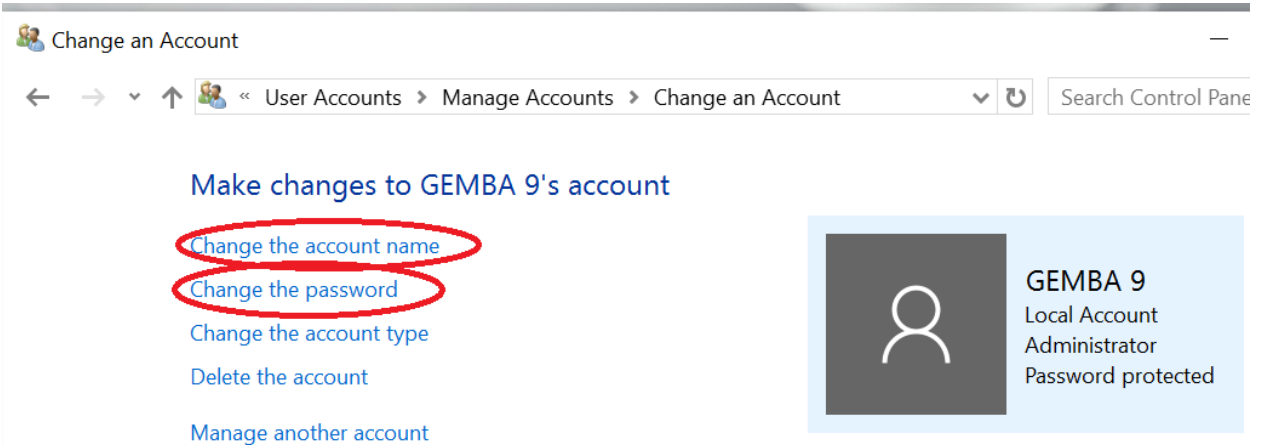 Change an Account
« User Accounts > Manage Accounts > Change an Account
Search Control Pane
Make changes to GEMBA 9's account
Change the account name
Change the password
Change the account type
Delete the account
Manage another account
GEMBA 9
Local Account
Administrator
Password protected